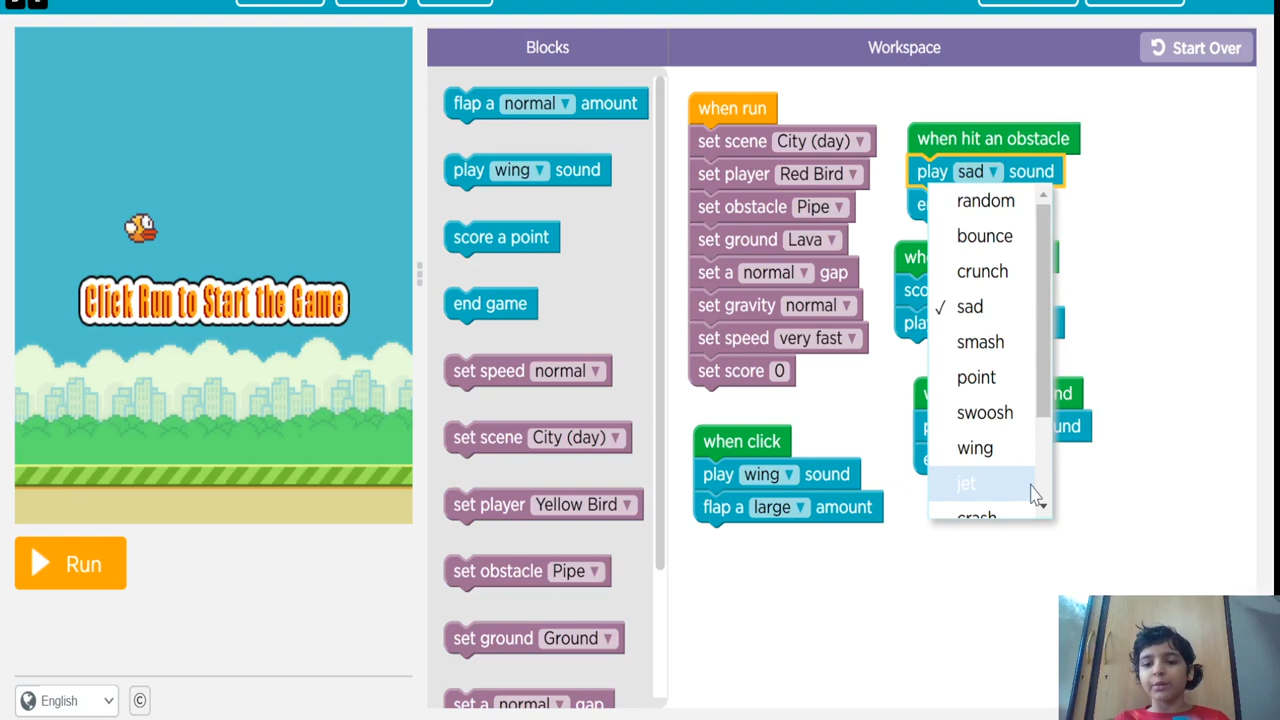 Blocks
Workspace
Start Over
flap a normal amount
play wing sound
score a point
end game
set speed normal
set scene City (day)
set player Yellow Bird
set obstacle Pipe
set ground Ground
set a normal gap
when run
set scene City (day)
set player Red Bird
set obstacle Pipe
set ground Lava
set a normal gap
set gravity normal
set speed very fast
set score 0
when click
play wing sound
flap a large amount
when hit an obstacle
play sad sound
random
bounce
crunch
sad
smash
point
swoosh
wing
jet
crash
Click Run to Start the Game
Run
English
©